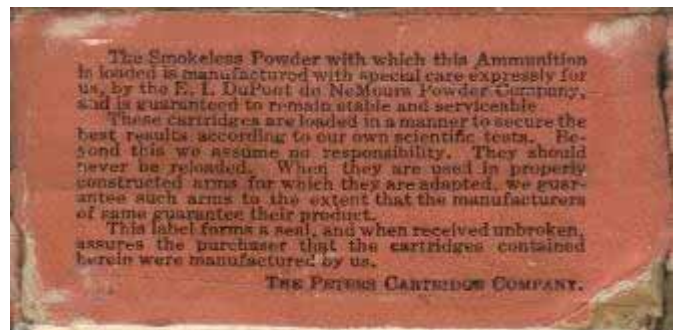 The Smokeless Powder with which this Ammunition
is loaded is manufactured with special care expressly for
us, by the E. I. DuPont de NeMours Powder Company,
and is guaranteed to remain stable and serviceable
These cartridges are loaded in a manner to secure the
best results according to our own scientific tests. Be-
yond this we assume no responsibility. They should
never be reloaded. When they are used in properly
constructed arms for which they are adapted, we guar-
antee such arms to the extent that the manufacturers
of same guarantee their product.
This label forms a seal, and when received unbroken,
assures the purchaser that the cartridges contained
herein were manufactured by us.
THE PETERS CARTRIDGE COMPANY.